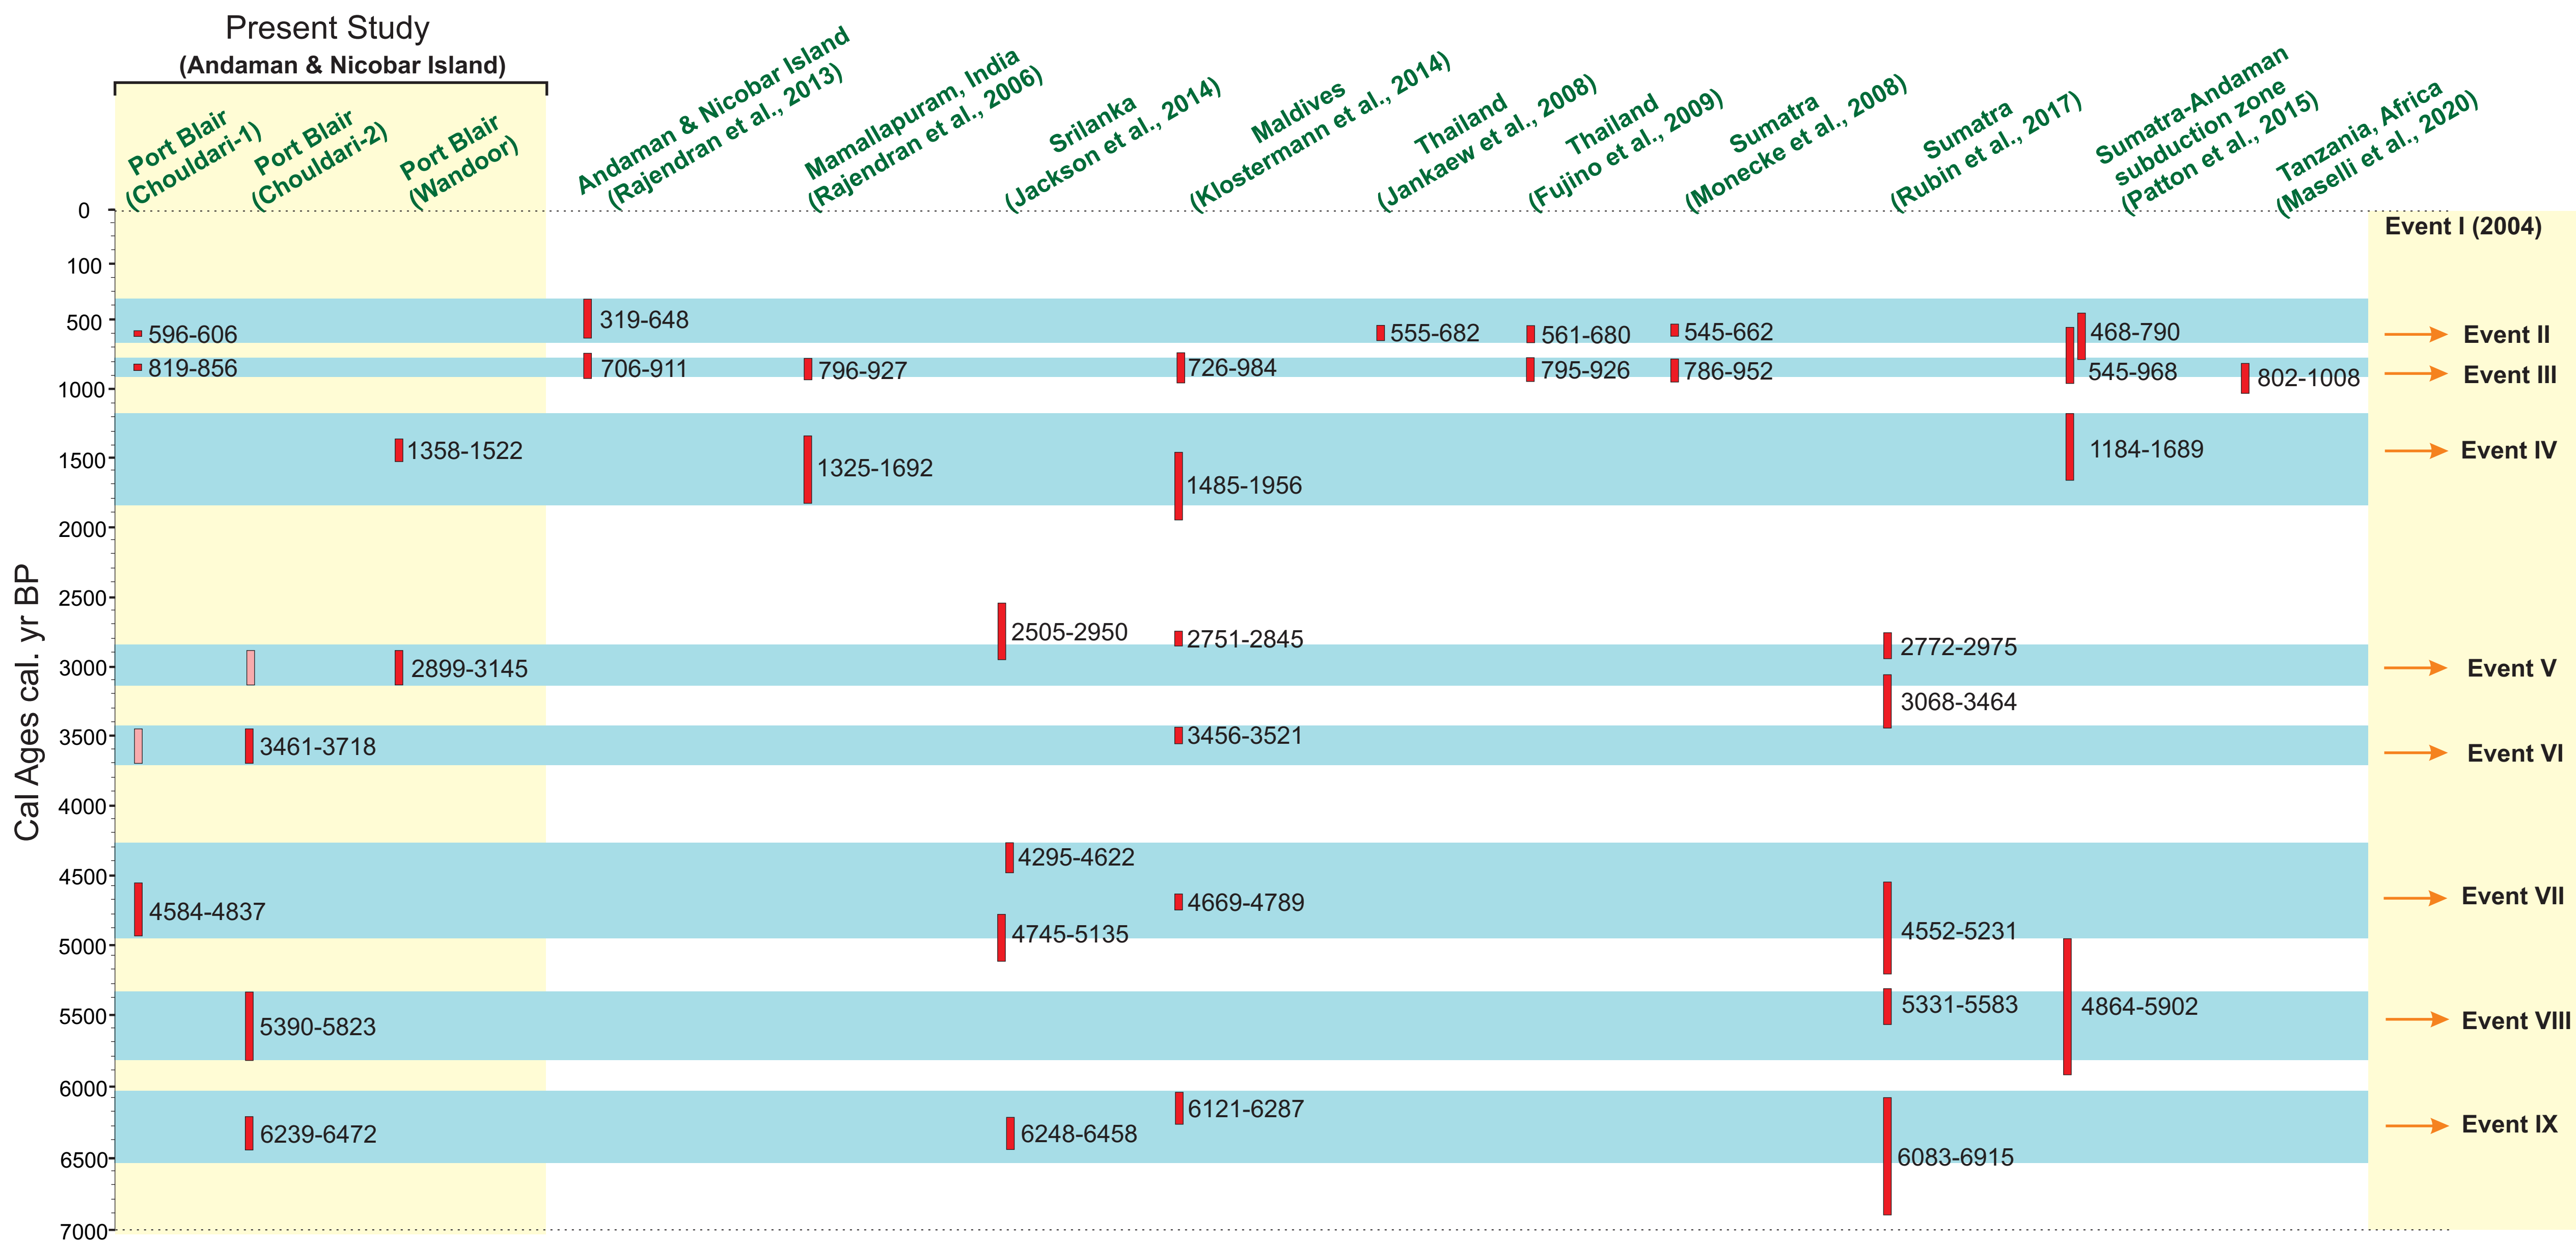 Present Study
(Andaman & Nicobar Island)
Port Blair
(Chouldari-1)
Port Blair
(Chouldari-2)
Port Blair
(Wandoor)
Andaman & Nicobar Island
(Rajendran et al., 2013)
Mamallapuram, India
(Rajendran et al., 2006)
Srilanka
(Jackson et al., 2014)
Maldives
(Klostermann et al., 2014)
Thailand
(Jankaew et al., 2008)
Thailand
(Fujino et al., 2009)
Sumatra
(Monecke et al., 2008)
Sumatra
(Rubin et al., 2017)
Sumatra-Andaman
subduction zone
(Patton et al., 2015)
Tanzania, Africa
(Maselli et al., 2020)
Cal Ages cal. yr BP
0
Event I (2004)
100
500
319-648
596-606
555-682
561-680
545-662
468-790
Event II
819-856
706-911
796-927
726-984
795-926
786-952
545-968
802-1008
Event III
1000
1358-1522
1325-1692
1485-1956
1184-1689
Event IV
1500
2000
2500
2505-2950
2751-2845
2772-2975
3000
2899-3145
Event V
3068-3464
3500
3461-3718
3456-3521
Event VI
4000
4295-4622
4500
4584-4837
4669-4789
Event VII
4745-5135
4552-5231
5000
5331-5583
4864-5902
5500
5390-5823
Event VIII
6000
6121-6287
6239-6472
6248-6458
Event IX
6083-6915
6500
7000